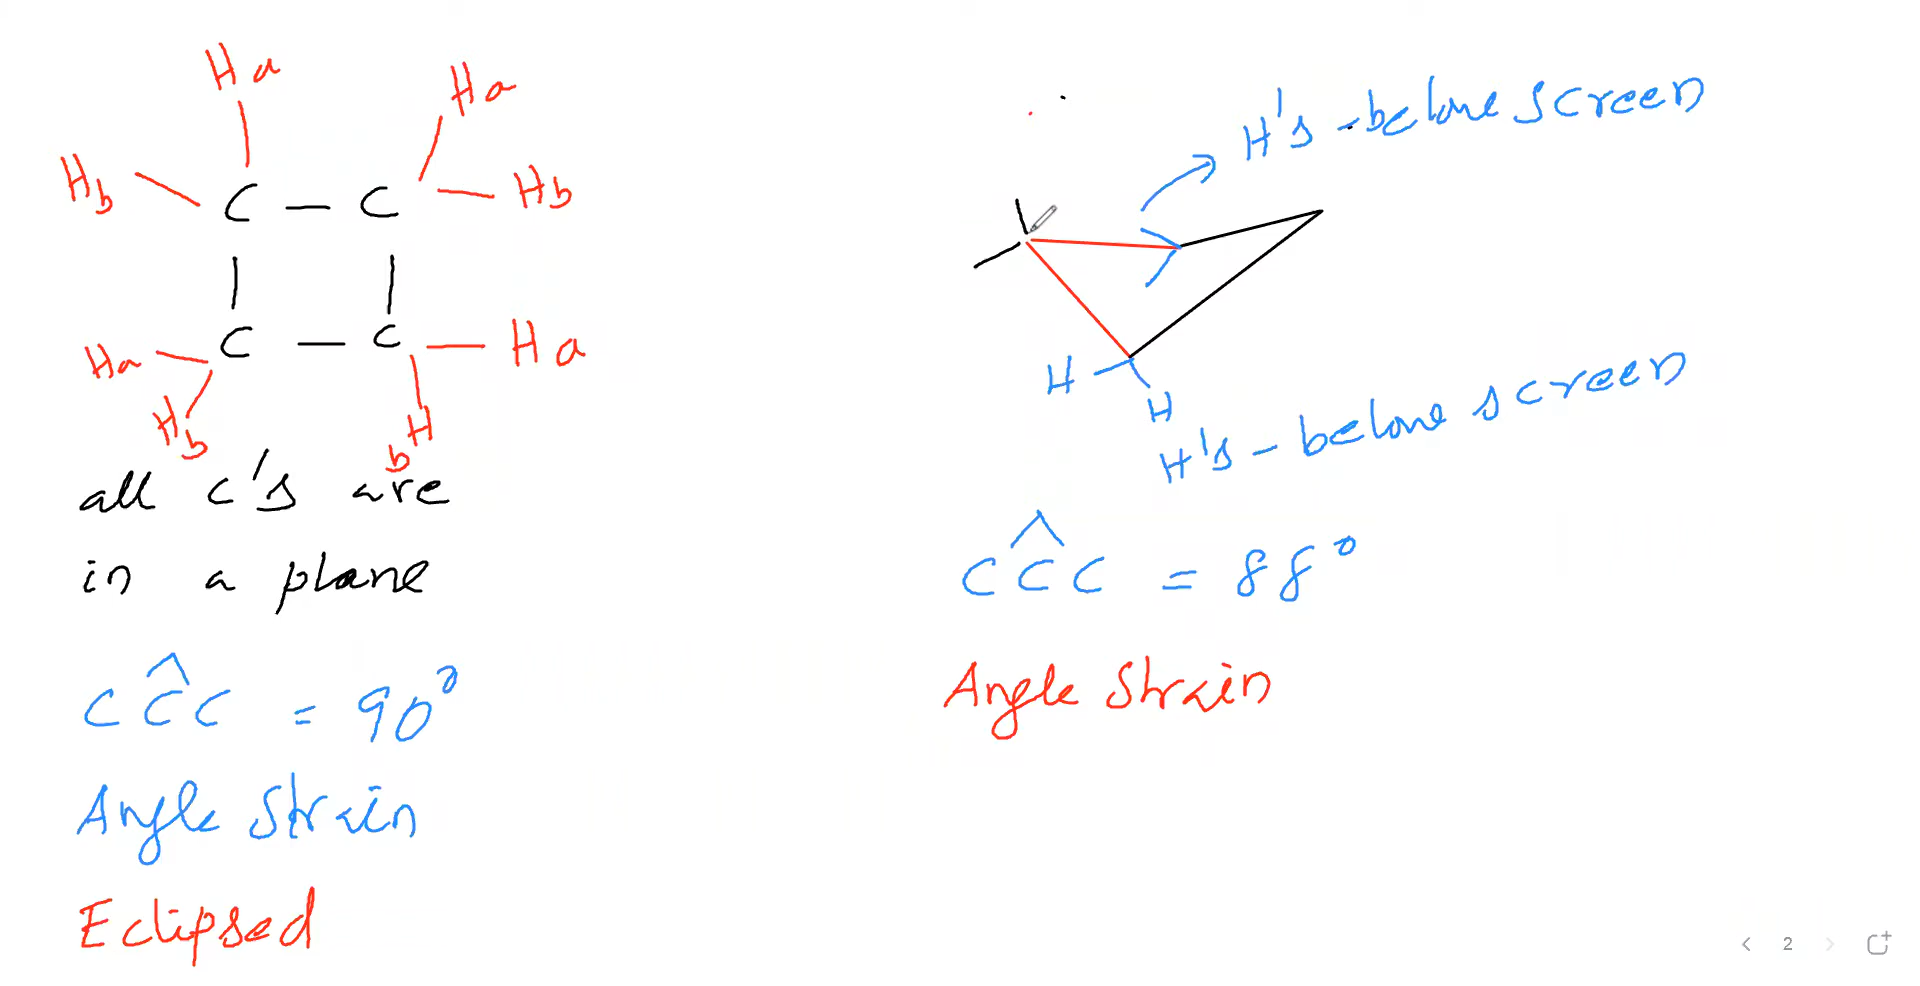 Ha Ha
Hb C – C Hb
Ha C – C – Ha
Hb Hb
all C's are
in a plane
CĈC = 90°
Angle Strain
Eclipsed
H's - below screen
H
H
H's - below screen
CĈC = 88°
Angle Strain
2